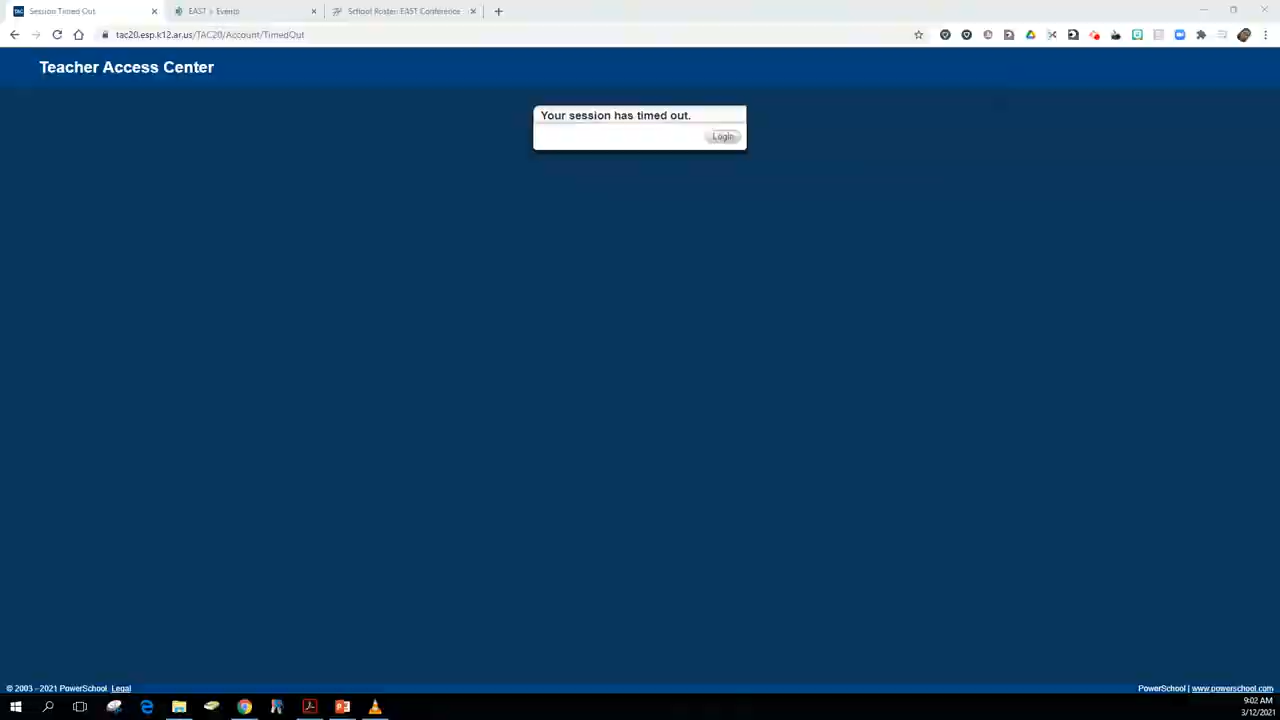 TAC Session Timed Out
EAST » Events
School Roster: EAST Conference
tac20.esp.k12.ar.us/TAC20/Account/TimedOut
Teacher Access Center
Your session has timed out.
Login
© 2003 - 2021 PowerSchool Legal
PowerSchool | www.powerschool.com
9:02 AM
3/12/2021